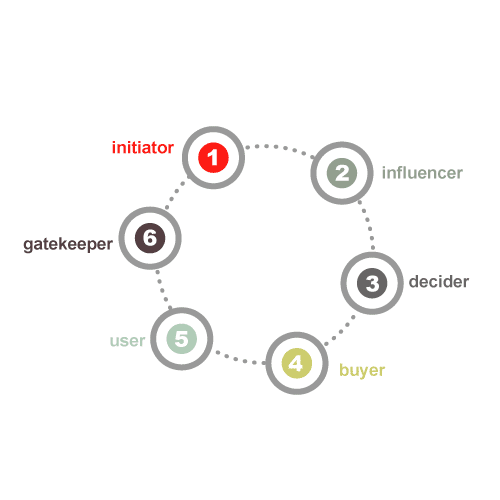 initiator
1
2
influencer
3
decider
4
buyer
5
user
6
gatekeeper